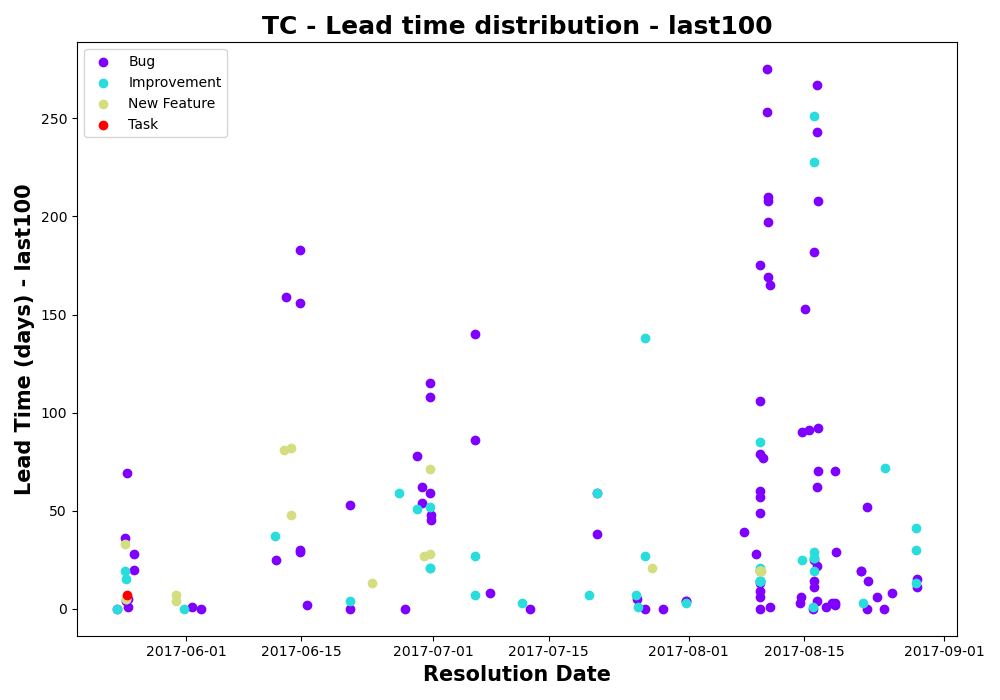 TC - Lead time distribution - last100
Bug
Improvement
New Feature
Task
Lead Time (days) - last100
250
200
150
100
50
0
2017-06-01
2017-06-15
2017-07-01
2017-07-15
2017-08-01
2017-08-15
2017-09-01
Resolution Date